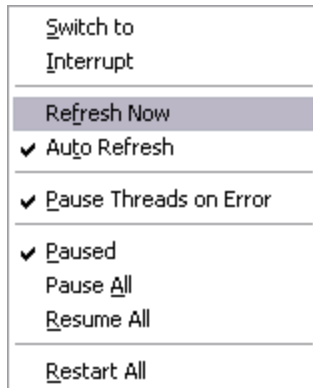 Switch to
Interrupt
Refresh Now
Auto Refresh
Pause Threads on Error
Paused
Pause All
Resume All
Restart All